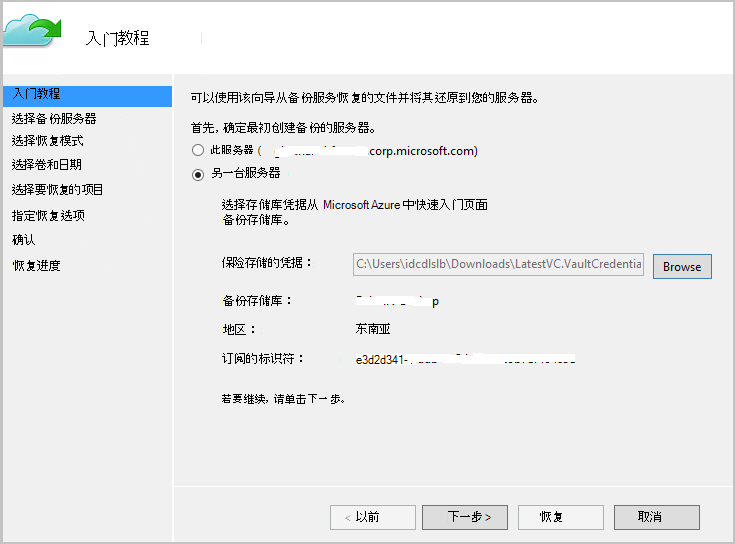 入门教程
入门教程
选择备份服务器
选择恢复模式
选择卷和日期
选择要恢复的项目
指定恢复选项
确认
恢复进度
可以使用该向导从备份服务恢复的文件并将其还原到您的服务器。
首先，确定最初创建备份的服务器。
此服务器 ( corp.microsoft.com)
另一台服务器
选择存储库凭据从 Microsoft Azure 中快速入门页面
备份存储库。
保险存储的凭据： C:\Users\idcdlslb\Downloads\LatestVC.VaultCredentia Browse
备份存储库： p
地区： 东南亚
订阅的标识符： e3d2d341-
若要继续，请单击下一步。
< 以前 下一步 > 恢复 取消